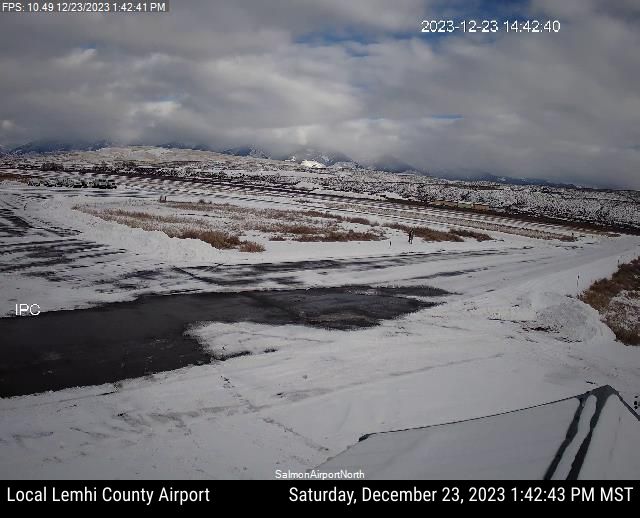 FPS: 10.49 12/23/2023 1:42:41 PM
2023-12-23 14:42:40
IPC
SalmonAirportNorth
Local Lemhi County Airport Saturday, December 23, 2023 1:42:43 PM MST